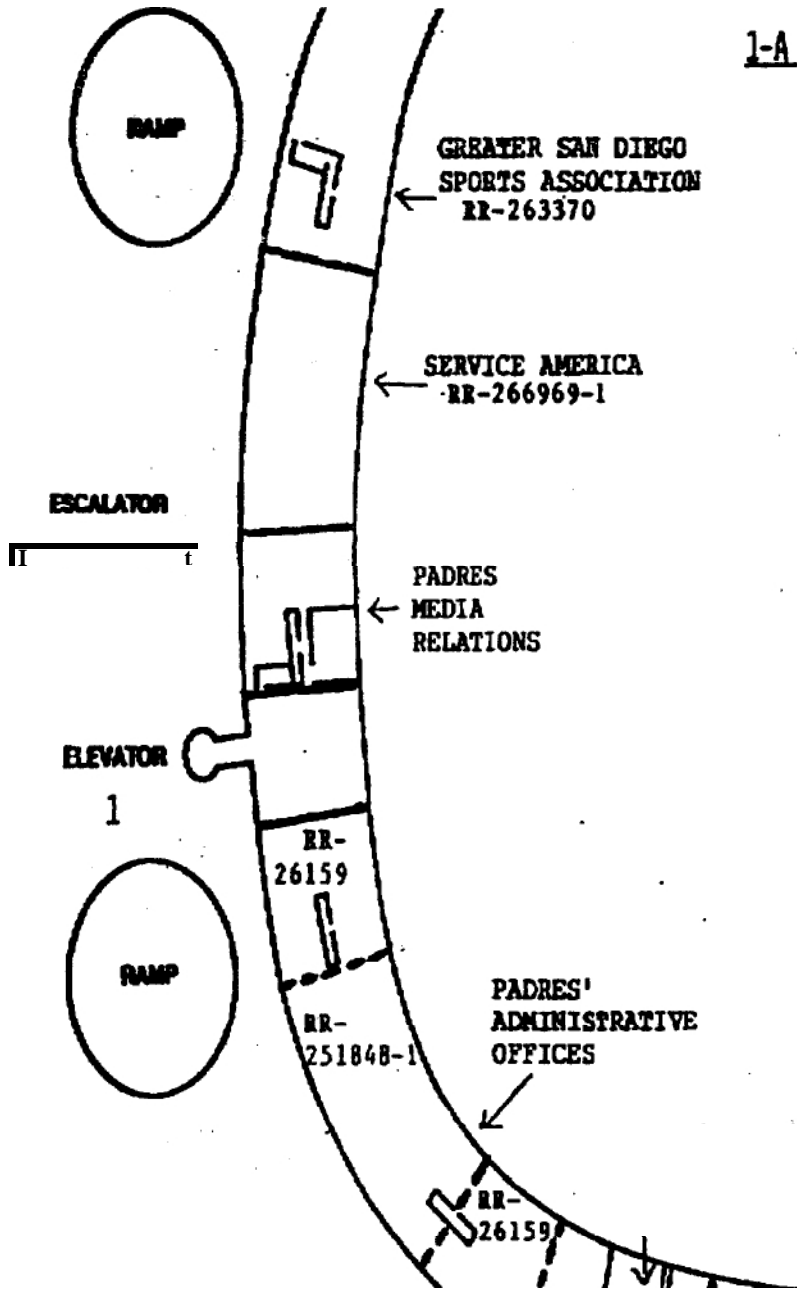 1-A
RAMP
GREATER SAN DIEGO
SPORTS ASSOCIATION
RR-263370
SERVICE AMERICA
RR-266969-1
ESCALATOR
I t
PADRES
MEDIA
RELATIONS
ELEVATOR
1
RR-
26159
RAMP
RR-
251848-1
PADRES'
ADMINISTRATIVE
OFFICES
RR-
26159